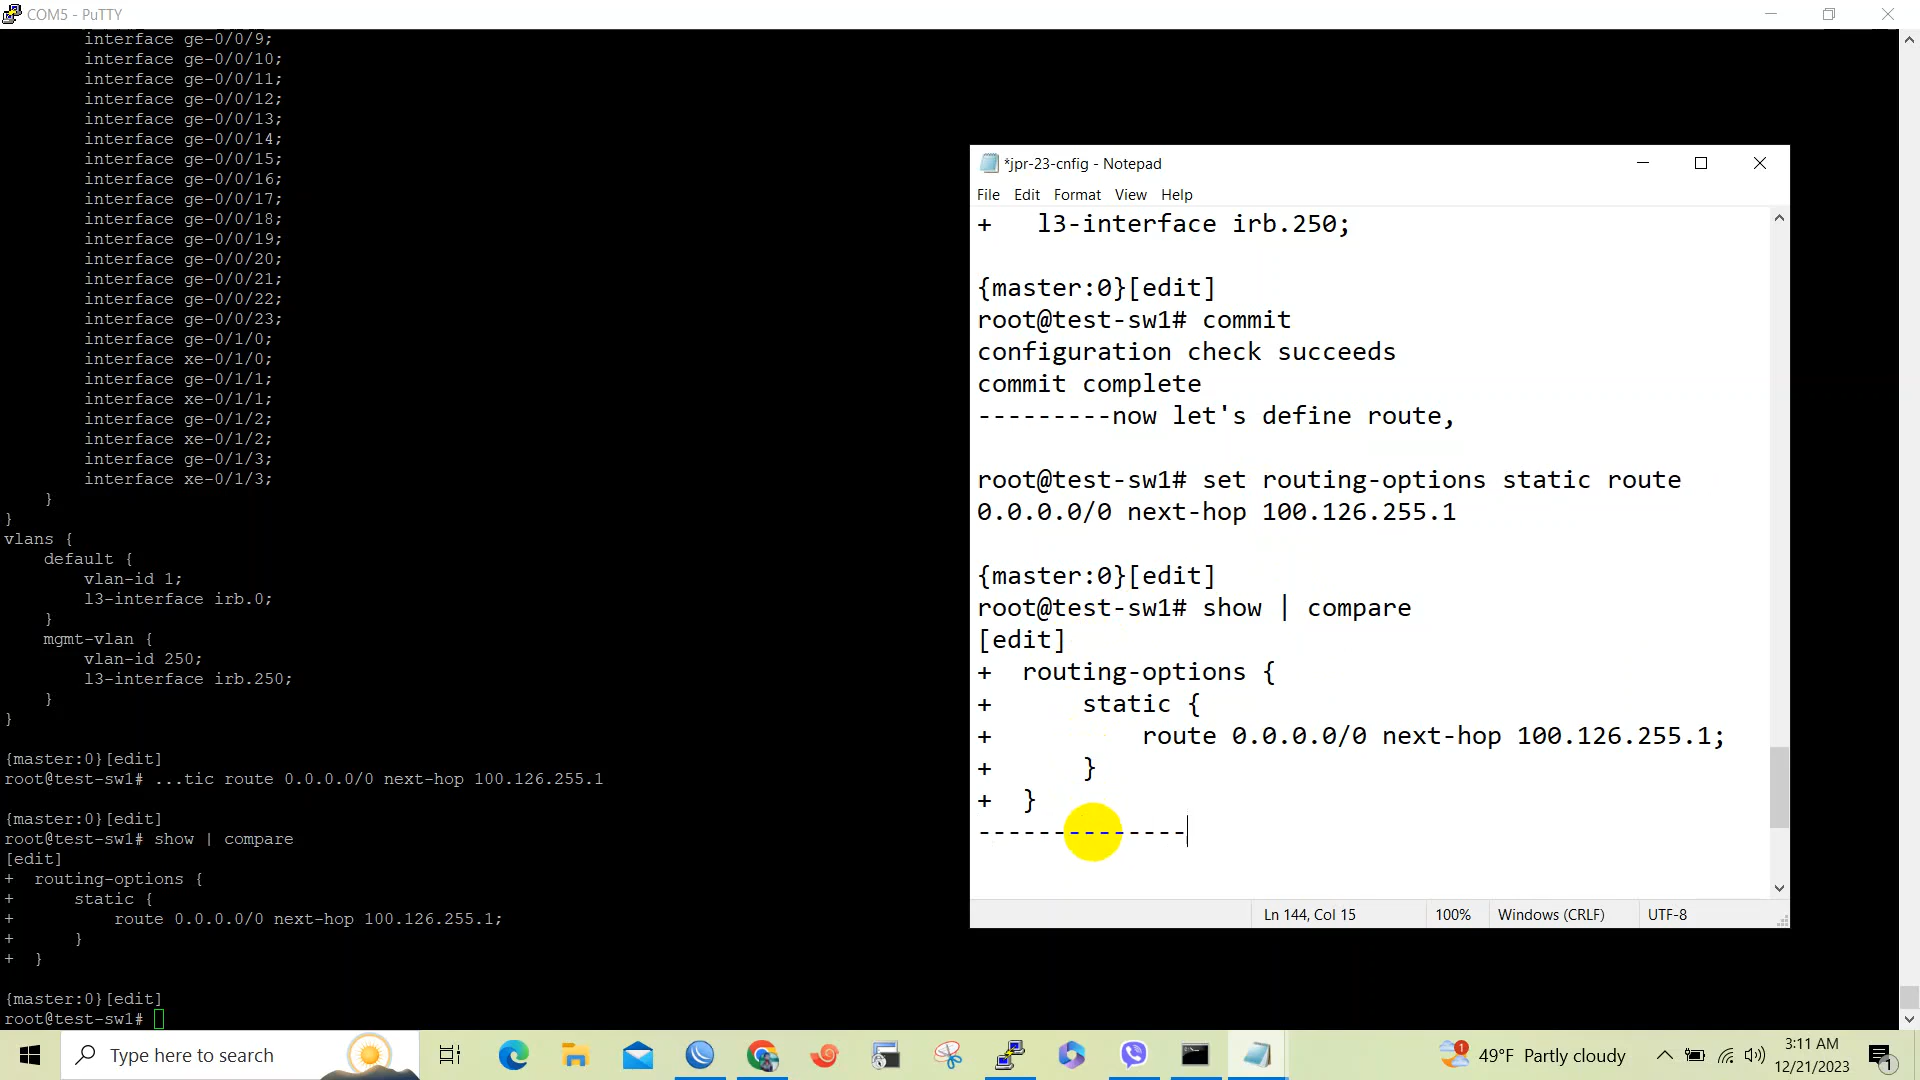 COM5 - PuTTY
interface ge-0/0/9;
interface ge-0/0/10;
interface ge-0/0/11;
interface ge-0/0/12;
interface ge-0/0/13;
interface ge-0/0/14;
interface ge-0/0/15;
interface ge-0/0/16;
interface ge-0/0/17;
interface ge-0/0/18;
interface ge-0/0/19;
interface ge-0/0/20;
interface ge-0/0/21;
interface ge-0/0/22;
interface ge-0/0/23;
interface ge-0/1/0;
interface xe-0/1/0;
interface ge-0/1/1;
interface xe-0/1/1;
interface ge-0/1/2;
interface xe-0/1/2;
interface ge-0/1/3;
interface xe-0/1/3;
}
}
vlans {
default {
vlan-id 1;
l3-interface irb.0;
}
mgmt-vlan {
vlan-id 250;
l3-interface irb.250;
}
}
{master:0}[edit]
root@test-sw1# ...tic route 0.0.0.0/0 next-hop 100.126.255.1
{master:0}[edit]
root@test-sw1# show | compare
[edit]
+ routing-options {
+ static {
+ route 0.0.0.0/0 next-hop 100.126.255.1;
+ }
+ }
{master:0}[edit]
root@test-sw1#
*jpr-23-cnfig - Notepad
File Edit Format View Help
+ l3-interface irb.250;
{master:0}[edit]
root@test-sw1# commit
configuration check succeeds
commit complete
---------now let's define route,
root@test-sw1# set routing-options static route
0.0.0.0/0 next-hop 100.126.255.1
{master:0}[edit]
root@test-sw1# show | compare
[edit]
+ routing-options {
+ static {
+ route 0.0.0.0/0 next-hop 100.126.255.1;
+ }
+ }
--------------
Ln 144, Col 15 100% Windows (CRLF) UTF-8
Type here to search
1
49°F Partly cloudy
3:11 AM
12/21/2023
1